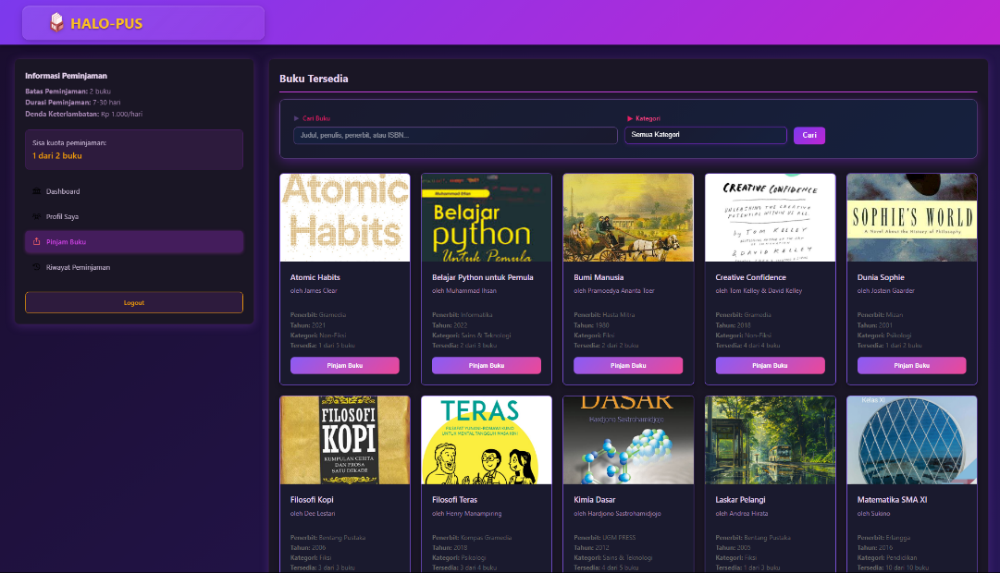 HALO-PUS
Informasi Peminjaman
Batas Peminjaman: 2 buku
Durasi Peminjaman: 7-30 hari
Denda Keterlambatan: Rp 1.000/hari
Sisa kuota peminjaman:
1 dari 2 buku
Dashboard
Profil Saya
Pinjam Buku
Riwayat Peminjaman
Logout
Buku Tersedia
Cari Buku
Kategori
Judul, penulis, penerbit, atau ISBN...
Semua Kategori
Cari
Atomic
Habits
Atomic Habits
oleh James Clear
Penerbit: Gramedia
Tahun: 2021
Kategori: Non-Fiksi
Tersedia: 1 dari 3 buku
Pinjam Buku
Muhammad Ihsan
Belajar
python
Untuk Pemula
Belajar Python untuk Pemula
oleh Muhammad Ihsan
Penerbit: Informatika
Tahun: 2022
Kategori: Sains & Teknologi
Tersedia: 2 dari 3 buku
Pinjam Buku
Bumi Manusia
oleh Pramoedya Ananta Toer
Penerbit: Hasta Mitra
Tahun: 1980
Kategori: Fiksi
Tersedia: 2 dari 2 buku
Pinjam Buku
CREATIVE CONFIDENCE
UNLEASHING THE CREATIVE
POTENTIAL WITHIN US ALL
by TOM KELLEY
& DAVID KELLEY
Creative Confidence
oleh Tom Kelley & David Kelley
Penerbit: Gramedia
Tahun: 2018
Kategori: Non-Fiksi
Tersedia: 4 dari 4 buku
Pinjam Buku
SOPHIE'S WORLD
A Novel About the History of Philosophy
Dunia Sophie
oleh Jostein Gaarder
Penerbit: Mizan
Tahun: 2001
Kategori: Psikologi
Tersedia: 1 dari 2 buku
Pinjam Buku
FILOSOFI
KOPI
KUMPULAN CERITA
DAN PROSA
SATU DEKADE
Filosofi Kopi
oleh Dee Lestari
Penerbit: Bentang Pustaka
Tahun: 2006
Kategori: Fiksi
Tersedia: 3 dari 3 buku
TERAS
FILSAFAT YUNANI-ROMAWI KUNO
UNTUK MENTAL TANGGUH MASA KINI
Filosofi Teras
oleh Henry Manampiring
Penerbit: Kompas Gramedia
Tahun: 2018
Kategori: Psikologi
Tersedia: 3 dari 4 buku
DASAR
Hardjono Sastrohamidjojo
Kimia Dasar
oleh Hardjono Sastrohamidjojo
Penerbit: UGM PRESS
Tahun: 2012
Kategori: Sains & Teknologi
Tersedia: 4 dari 5 buku
Laskar Pelangi
oleh Andrea Hirata
Penerbit: Bentang Pustaka
Tahun: 2005
Kategori: Fiksi
Tersedia: 1 dari 3 buku
Kelas XI
Matematika SMA XI
oleh Sukino
Penerbit: Erlangga
Tahun: 2016
Kategori: Pendidikan
Tersedia: 10 dari 10 buku